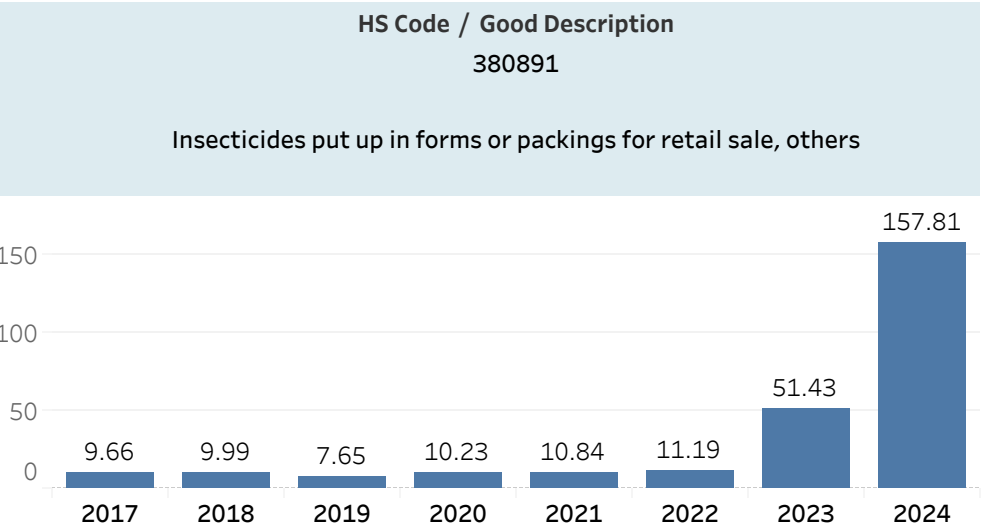 HS Code / Good Description
380891
Insecticides put up in forms or packings for retail sale, others
157.81
150
100
51.43
50
9.66 9.99 7.65 10.23 10.84 11.19
0
2017 2018 2019 2020 2021 2022 2023 2024